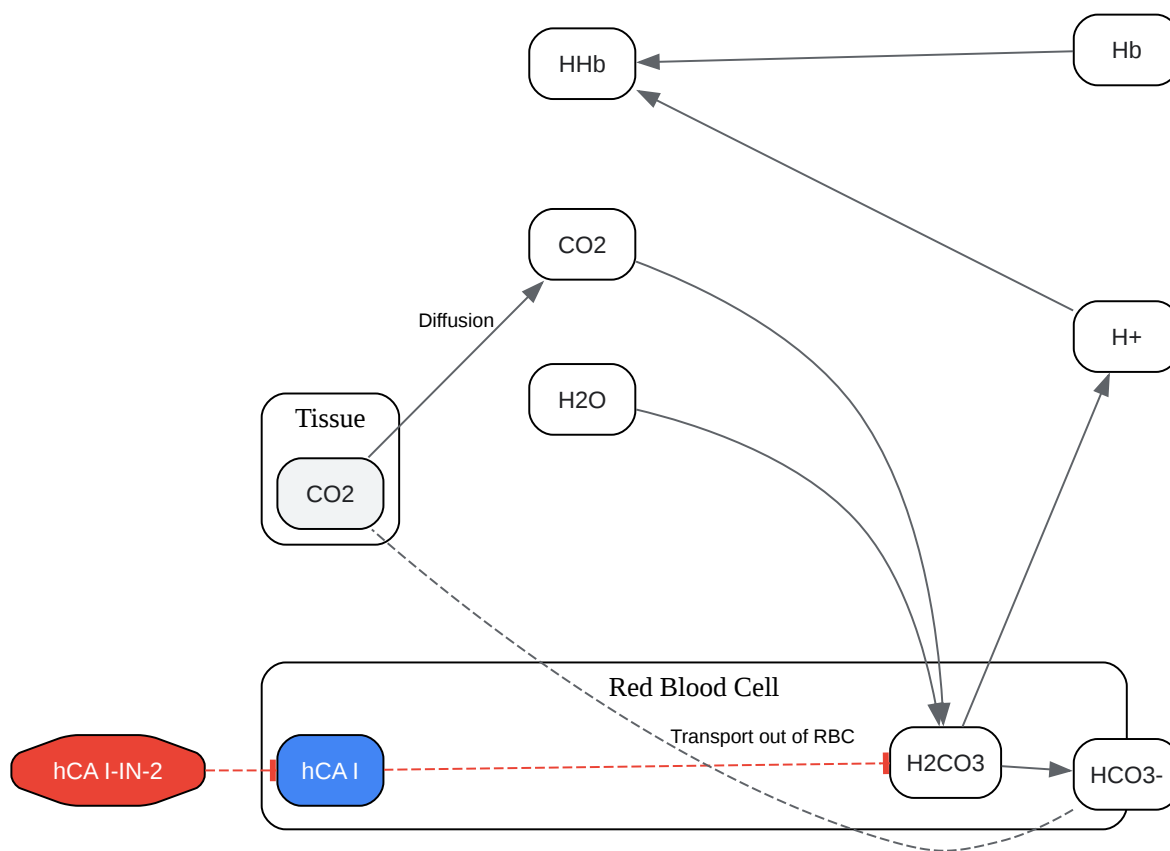 Hb
HHb
CO2
Diffusion
H+
H2O
Tissue
CO2
Red Blood Cell
Transport out of RBC
hCA I-IN-2
hCA I
H2CO3
HCO3-